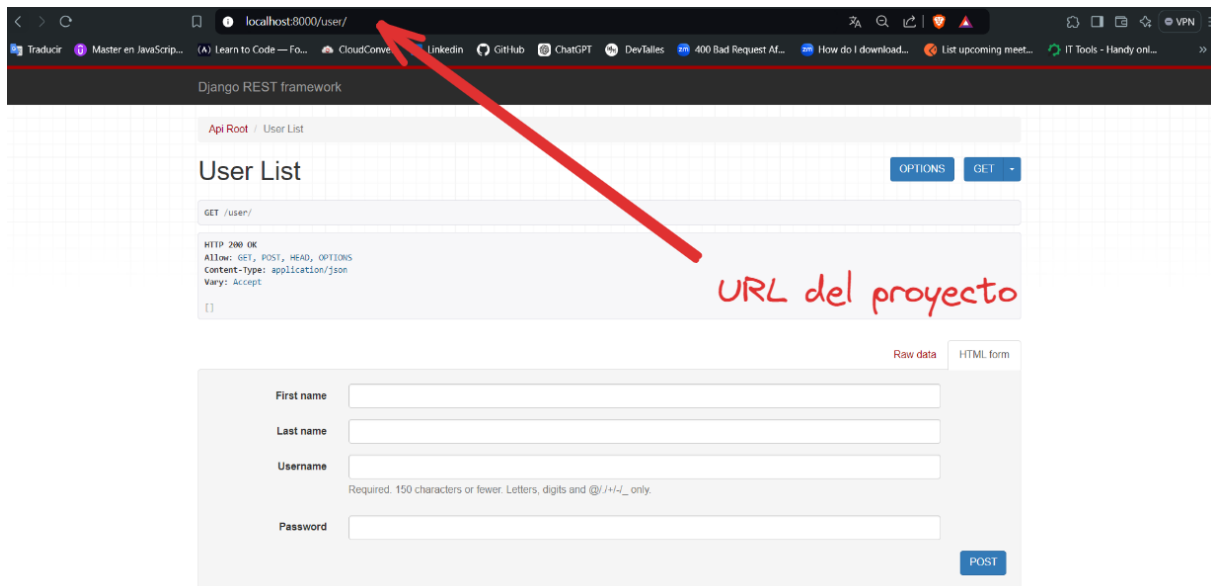 localhost:8000/user/
VPN
Traducir
Master en JavaScrip...
Learn to Code — Fo...
CloudConve
Linkedin
GitHub
ChatGPT
DevTalles
400 Bad Request Af...
How do I download...
List upcoming meet...
IT Tools - Handy onl...
»
Django REST framework
Api Root / User List
User List
OPTIONS
GET
GET /user/
HTTP 200 OK
Allow: GET, POST, HEAD, OPTIONS
Content-Type: application/json
Vary: Accept
[]
URL del proyecto
Raw data
HTML form
First name
Last name
Username
Required. 150 characters or fewer. Letters, digits and @/./+/-/_ only.
Password
POST